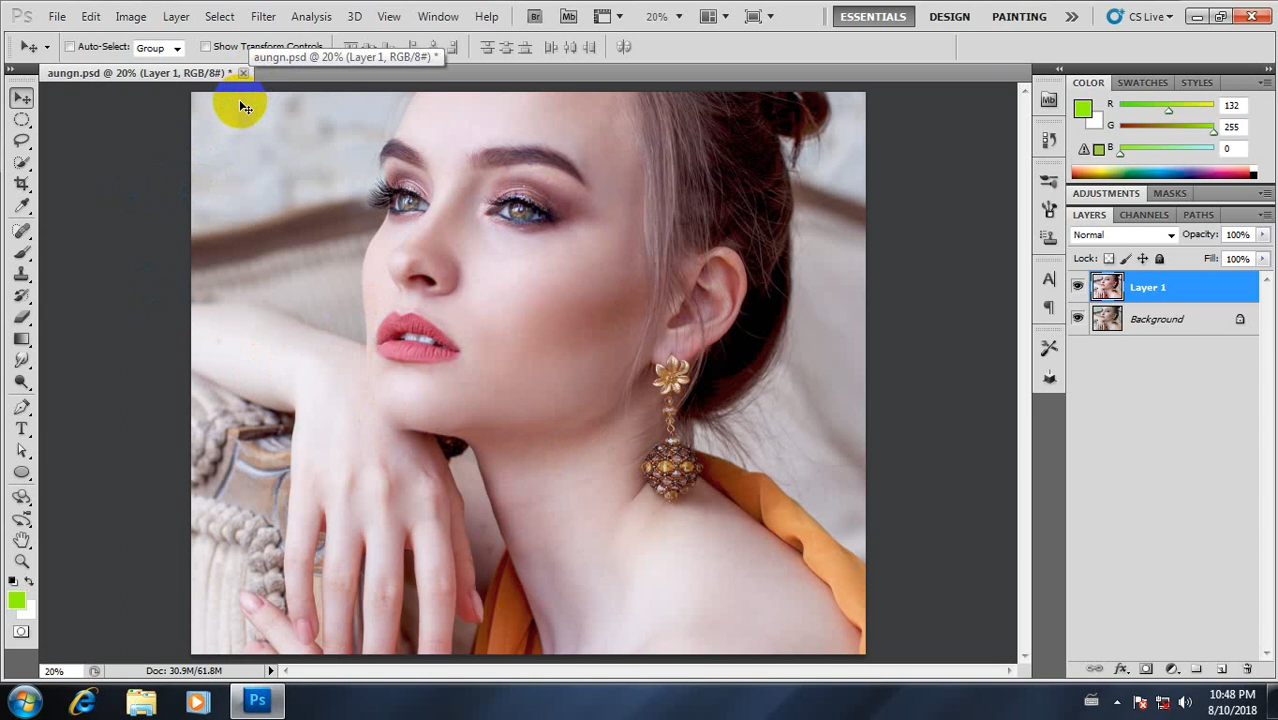 Ps File Edit Image Layer Select Filter Analysis 3D View Window Help Br Mb 20% ESSENTIALS DESIGN PAINTING CS Live
Auto-Select: Group Show Transform Controls
aungn.psd @ 20% (Layer 1, RGB/8#) *
aungn.psd @ 20% (Layer 1, RGB/8#) *
COLOR SWATCHES STYLES
Mb
R 132
G 255
B 0
ADJUSTMENTS MASKS
LAYERS CHANNELS PATHS
Normal Opacity: 100%
Lock: Fill: 100%
Layer 1
Background
20% Doc: 30.9M/61.8M
Ps
10:48 PM
8/10/2018